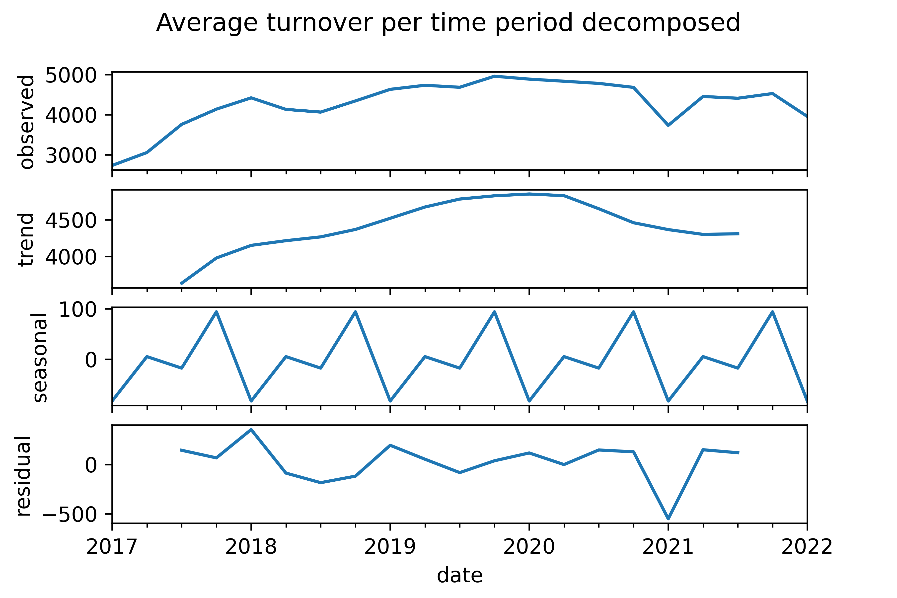 Average turnover per time period decomposed
observed
5000
4000
3000
trend
4500
4000
seasonal
100
0
residual
0
−500
2017 2018 2019 2020 2021 2022
date